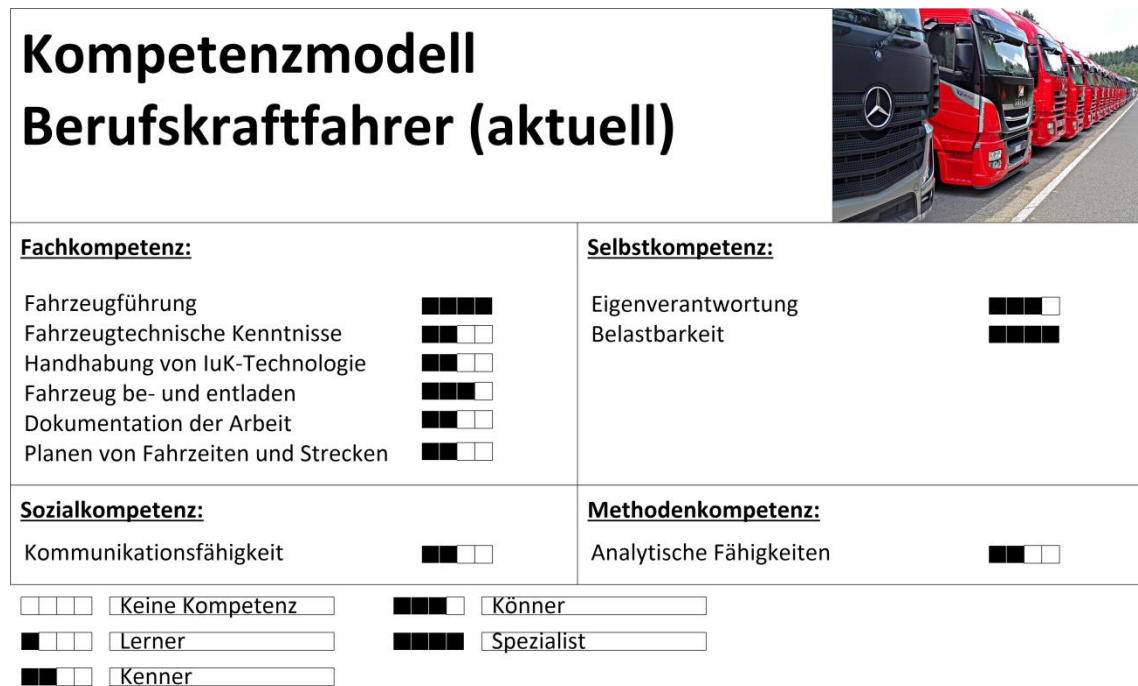 Kompetenzmodell
Berufskraftfahrer (aktuell)
Fachkompetenz:
Fahrzeugführung
Fahrzeugtechnische Kenntnisse
Handhabung von IuK-Technologie
Fahrzeug be- und entladen
Dokumentation der Arbeit
Planen von Fahrzeiten und Strecken
Selbstkompetenz:
Eigenverantwortung
Belastbarkeit
Sozialkompetenz:
Kommunikationsfähigkeit
Methodenkompetenz:
Analytische Fähigkeiten
Keine Kompetenz
Lerner
Kenner
Könner
Spezialist